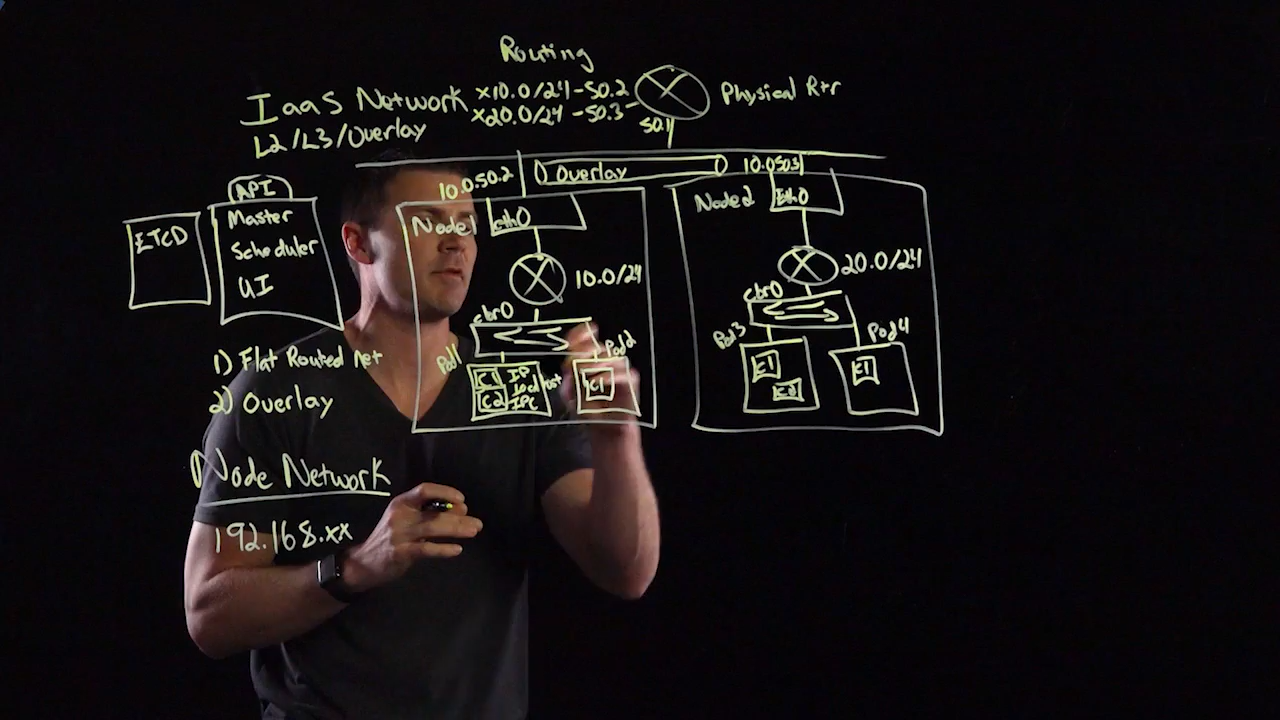 Routing
IaaS Network
x10.0/24 - 50.2
x20.0/24 - 50.3
Physical Rtr
L2/L3/Overlay
50.1
Overlay
10.0.50.2
10.0.50.3
API
Master
Scheduler
UI
ETCD
Node1
eth0
10.0/24
cbr0
Pod1
C1 IP
C2 IPC
Pod2
C1
Node2
Eth0
20.0/24
cbr0
Pod3
C1
C2
Pod4
C1
1) Flat Routed net
2) Overlay
Node Network
192.168.xx